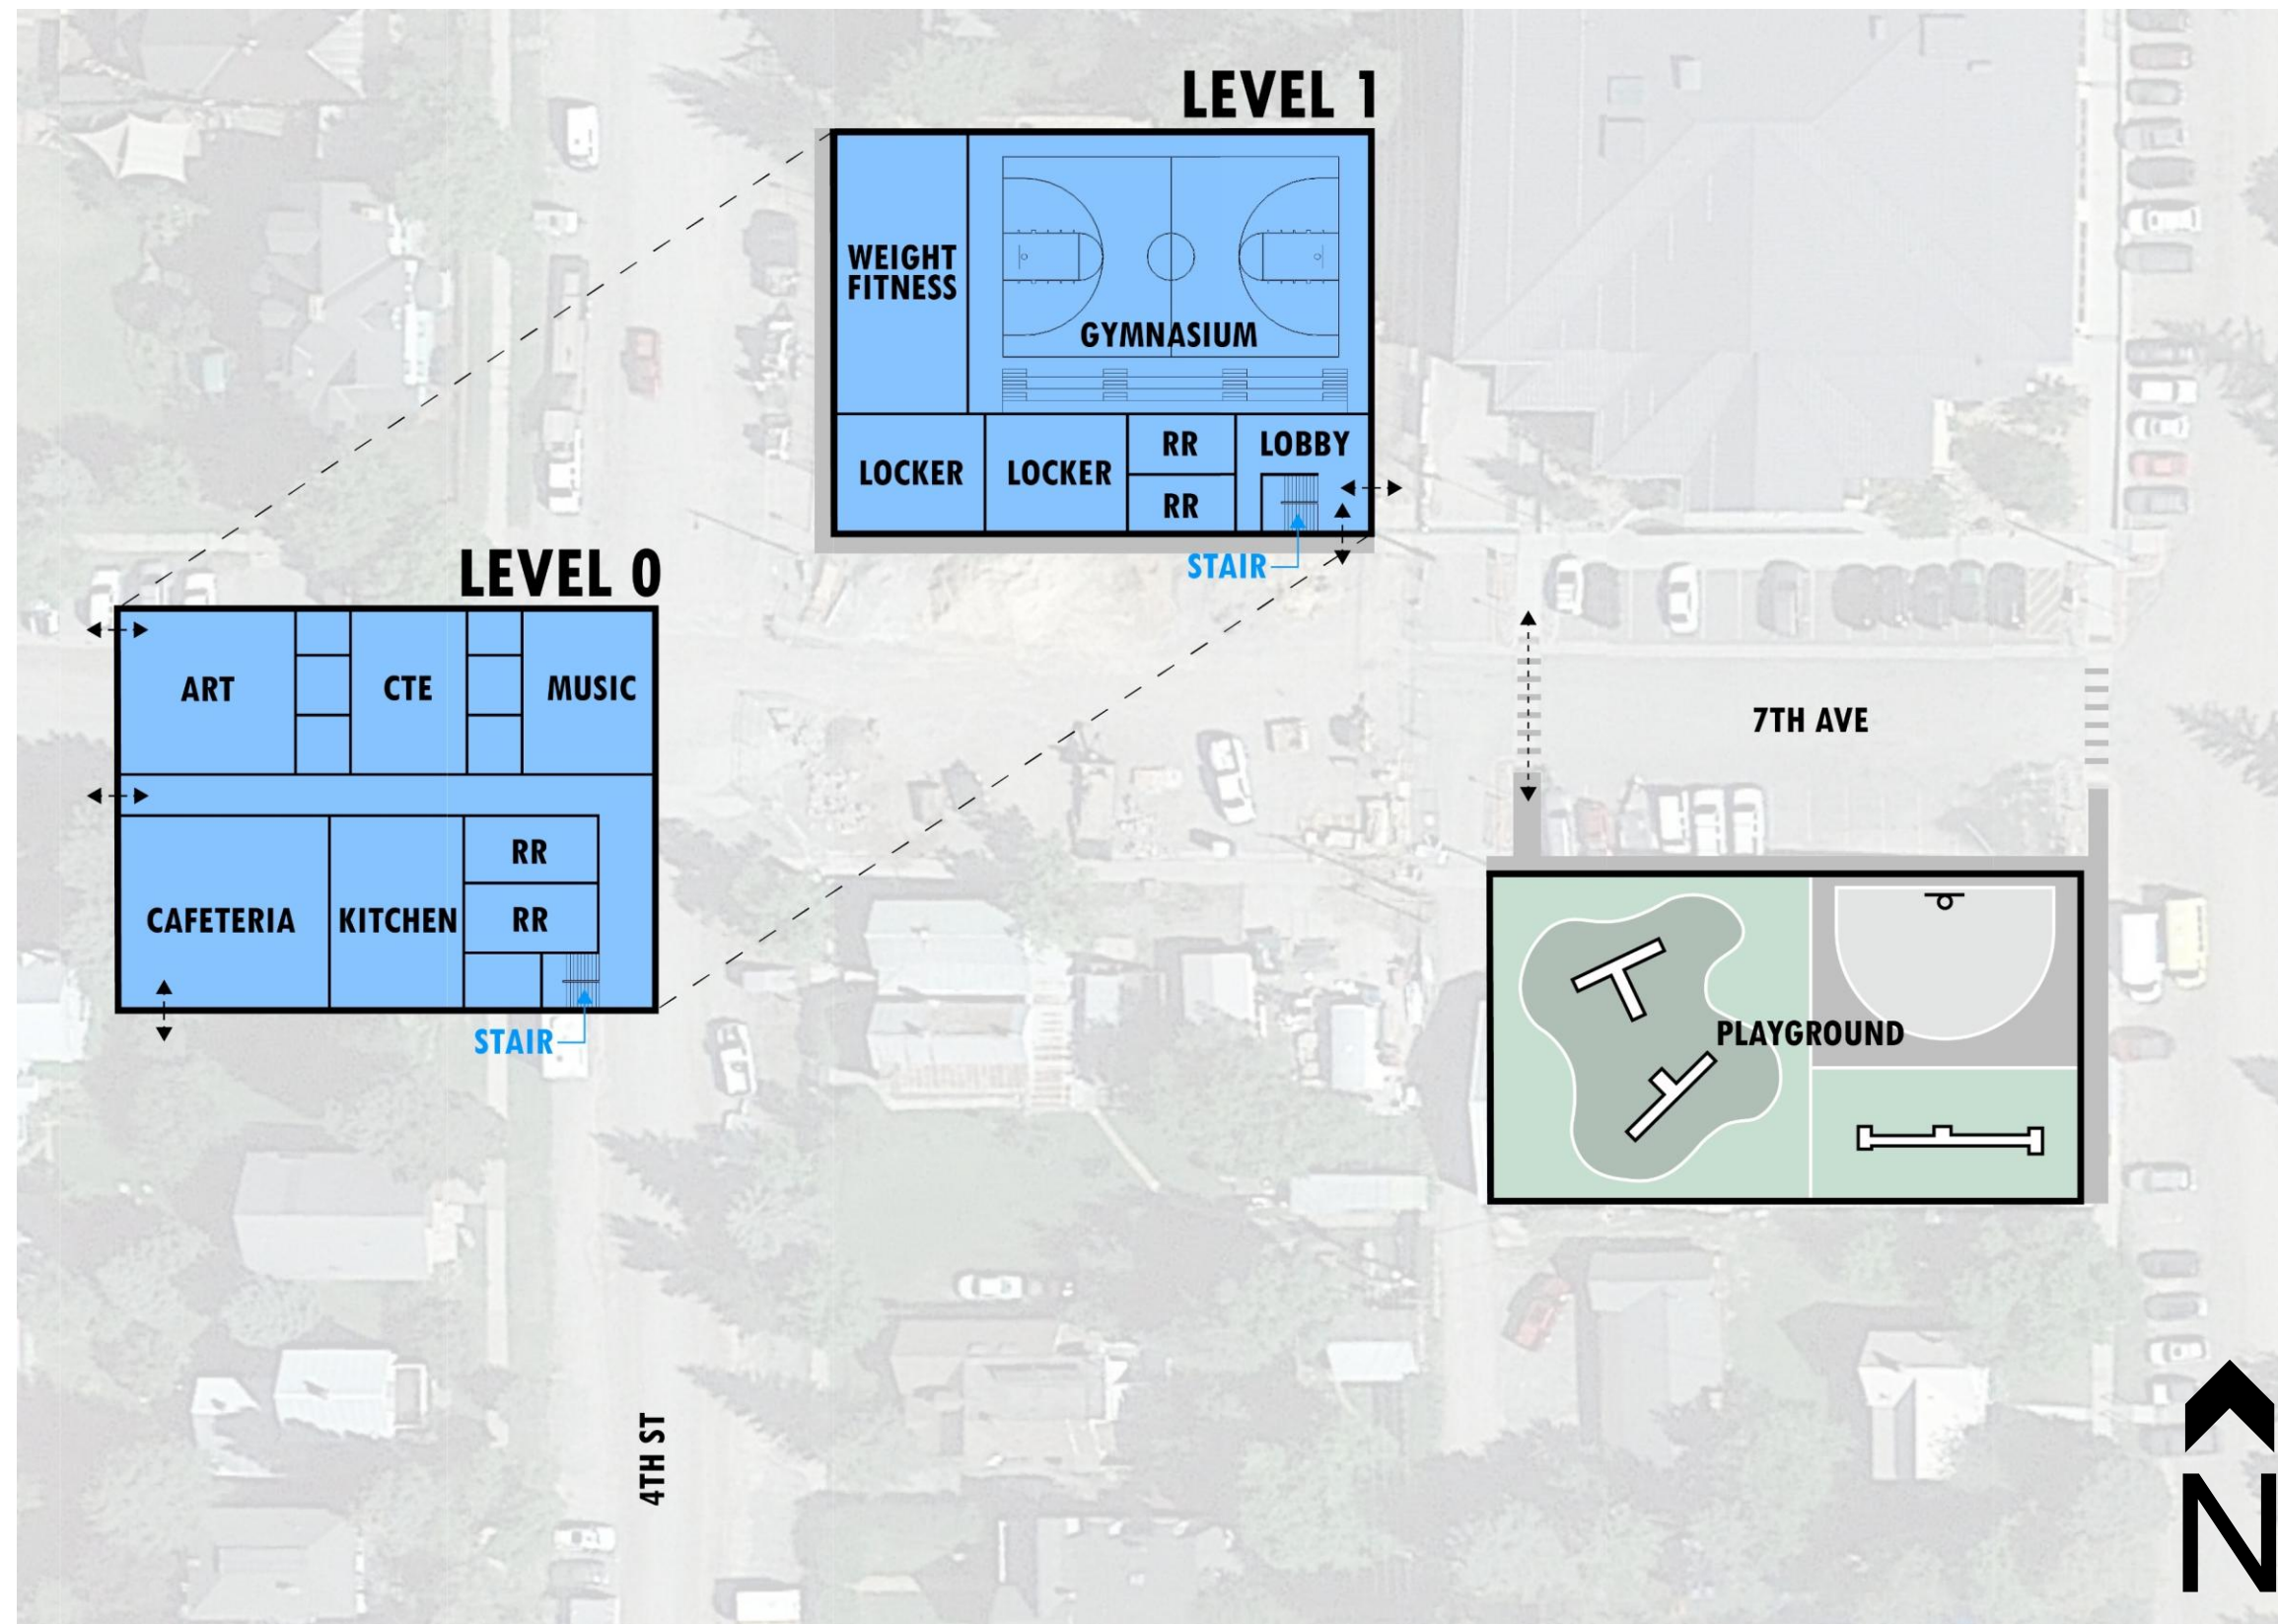 LEVEL 1
WEIGHT
FITNESS
GYMNASIUM
LOCKER
LOCKER
RR
RR
LOBBY
STAIR
LEVEL 0
ART
CTE
MUSIC
CAFETERIA
KITCHEN
RR
RR
STAIR
7TH AVE
PLAYGROUND
4TH ST
N